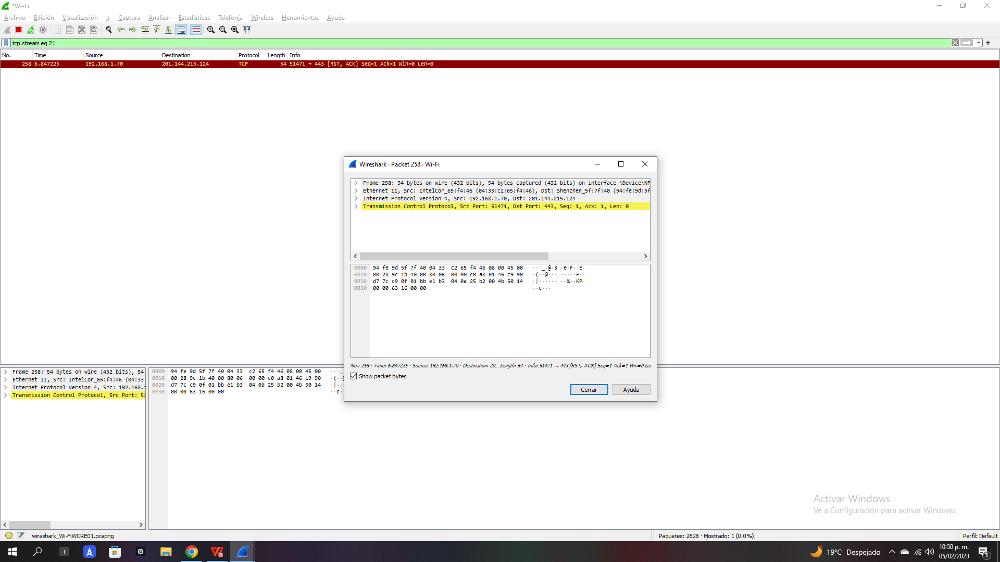 *Wi-Fi
Archivo Edición Visualización Ir Captura Analizar Estadísticas Telefonía Wireless Herramientas Ayuda
tcp.stream eq 21
No. Time Source Destination Protocol Length Info
258 6.847225 192.168.1.70 201.144.215.124 TCP 54 51471 → 443 [RST, ACK] Seq=1 Ack=1 Win=0 Len=0
Wireshark · Packet 258 · Wi-Fi
Frame 258: 54 bytes on wire (432 bits), 54 bytes captured (432 bits) on interface \Device\NP
Ethernet II, Src: IntelCor_65:f4:46 (04:33:c2:65:f4:46), Dst: Shenzhen_5f:7f:40 (94:fe:9d:5f
Internet Protocol Version 4, Src: 192.168.1.70, Dst: 201.144.215.124
Transmission Control Protocol, Src Port: 51471, Dst Port: 443, Seq: 1, Ack: 1, Len: 0
0000 94 fe 9d 5f 7f 40 04 33 c2 65 f4 46 08 00 45 00 ···_·@·3 ·e·F··E·
0010 00 28 9c 1b 40 00 80 06 00 00 c0 a8 01 46 c9 90 ·(··@··· ·····F··
0020 d7 7c c9 0f 01 bb e1 b3 04 0a 25 b2 00 4b 50 14 ·|······ ··%··KP·
0030 00 00 63 16 00 00 ··c···
No.: 258 · Time: 6.847225 · Source: 192.168.1.70 · Destination: 20... Length: 54 · Info: 51471 → 443 [RST, ACK] Seq=1 Ack=1 Win=0 Le
Show packet bytes
Cerrar Ayuda
Frame 258: 54 bytes on wire (432 bits), 54
Ethernet II, Src: IntelCor_65:f4:46 (04:33:
Internet Protocol Version 4, Src: 192.168.1
Transmission Control Protocol, Src Port: 51
0000 94 fe 9d 5f 7f 40 04 33 c2 65 f4 46 08 00 45 00 ···_
0010 00 28 9c 1b 40 00 80 06 00 00 c0 a8 01 46 c9 90 ·(··@
0020 d7 7c c9 0f 01 bb e1 b3 04 0a 25 b2 00 4b 50 14 ·|··
0030 00 00 63 16 00 00 ··c·
Activar Windows
Ve a Configuración para activar Windows.
wireshark_Wi-FiWCRE01.pcapng
Paquetes: 2628 · Mostrado: 1 (0.0%)
Perfil: Default
19°C Despejado
10:50 p. m.
05/02/2023
1